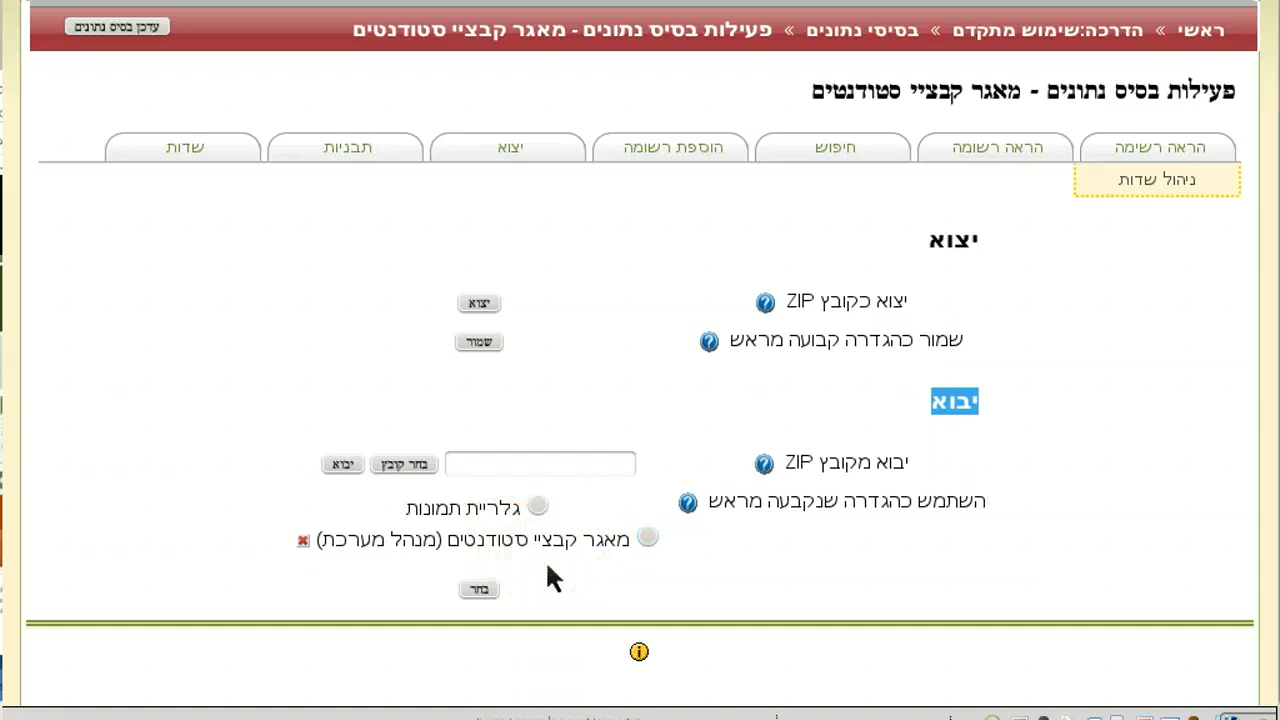 ראשי » הדרכה:שימוש מתקדם » בסיסי נתונים » פעילות בסיס נתונים - מאגר קבציי סטודנטים
עדכן בסיס נתונים
פעילות בסיס נתונים - מאגר קבציי סטודנטים
הראה רשימה הראה רשומה חיפוש הוספת רשומה יצוא תבניות שדות
ניהול שדות
יצוא
יצוא כקובץ ZIP יצוא
שמור כהגדרה קבועה מראש שמור
יבוא
יבוא מקובץ ZIP בחר קובץ יבוא
השתמש כהגדרה שנקבעה מראש גלריית תמונות
מאגר קבציי סטודנטים (מנהל מערכת)
בחר